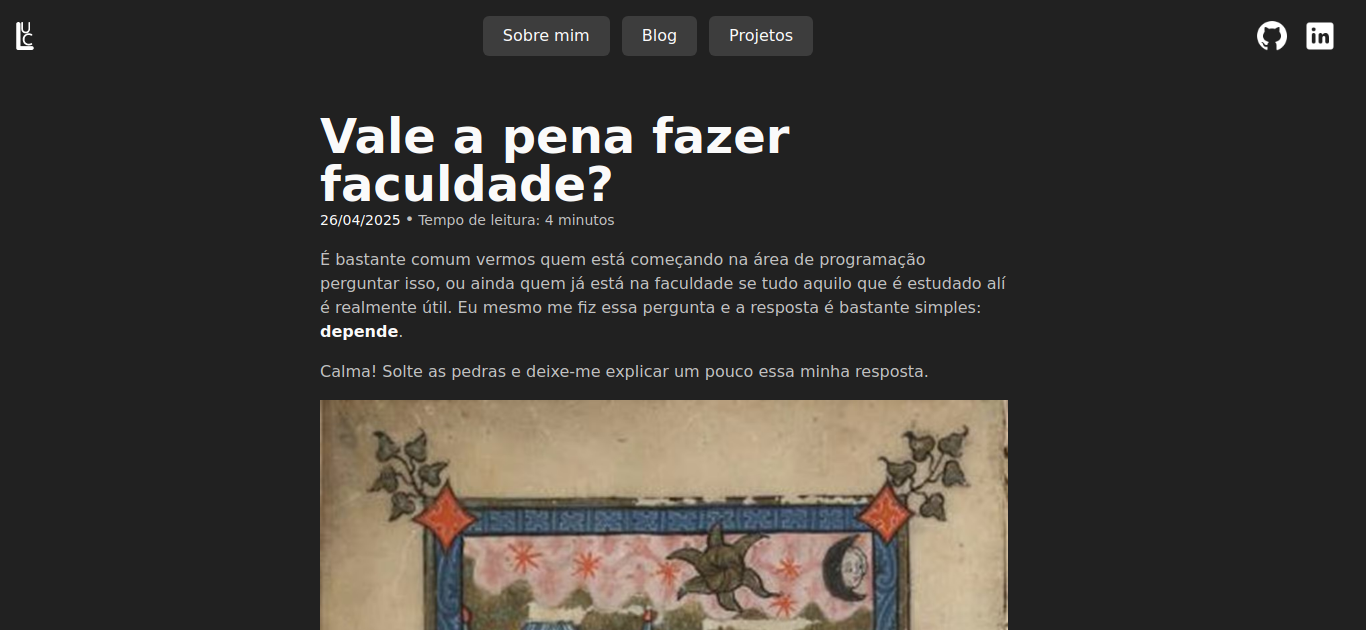 LUC
Sobre mim
Blog
Projetos
in
Vale a pena fazer
faculdade?
26/04/2025 • Tempo de leitura: 4 minutos
É bastante comum vermos quem está começando na área de programação
perguntar isso, ou ainda quem já está na faculdade se tudo aquilo que é estudado alí
é realmente útil. Eu mesmo me fiz essa pergunta e a resposta é bastante simples:
depende.
Calma! Solte as pedras e deixe-me explicar um pouco essa minha resposta.